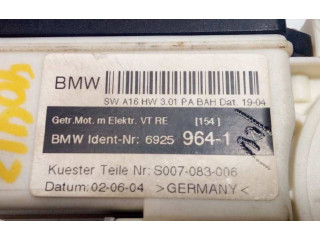 BMW
SW A16 HW 3.01 PA BAH Dat. 19-04
Getr.Mot. m Elektr. VT RE [154]
BMW Ident-Nr: 6925 964-1
Kuester Teile Nr: S007-083-006
Datum: 02-06-04 >GERMANY<